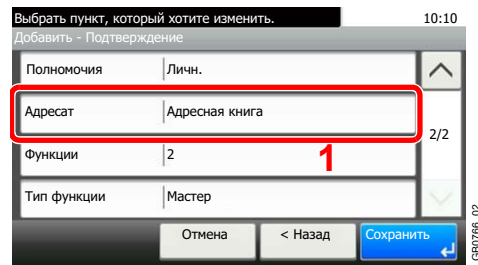 Выбрать пункт, который хотите изменить. 10:10
Добавить - Подтверждение
Полномочия Личн.
Адресат Адресная книга
2/2
Функции 2
1
Тип функции Мастер
Отмена < Назад Сохранить
GB0766_02